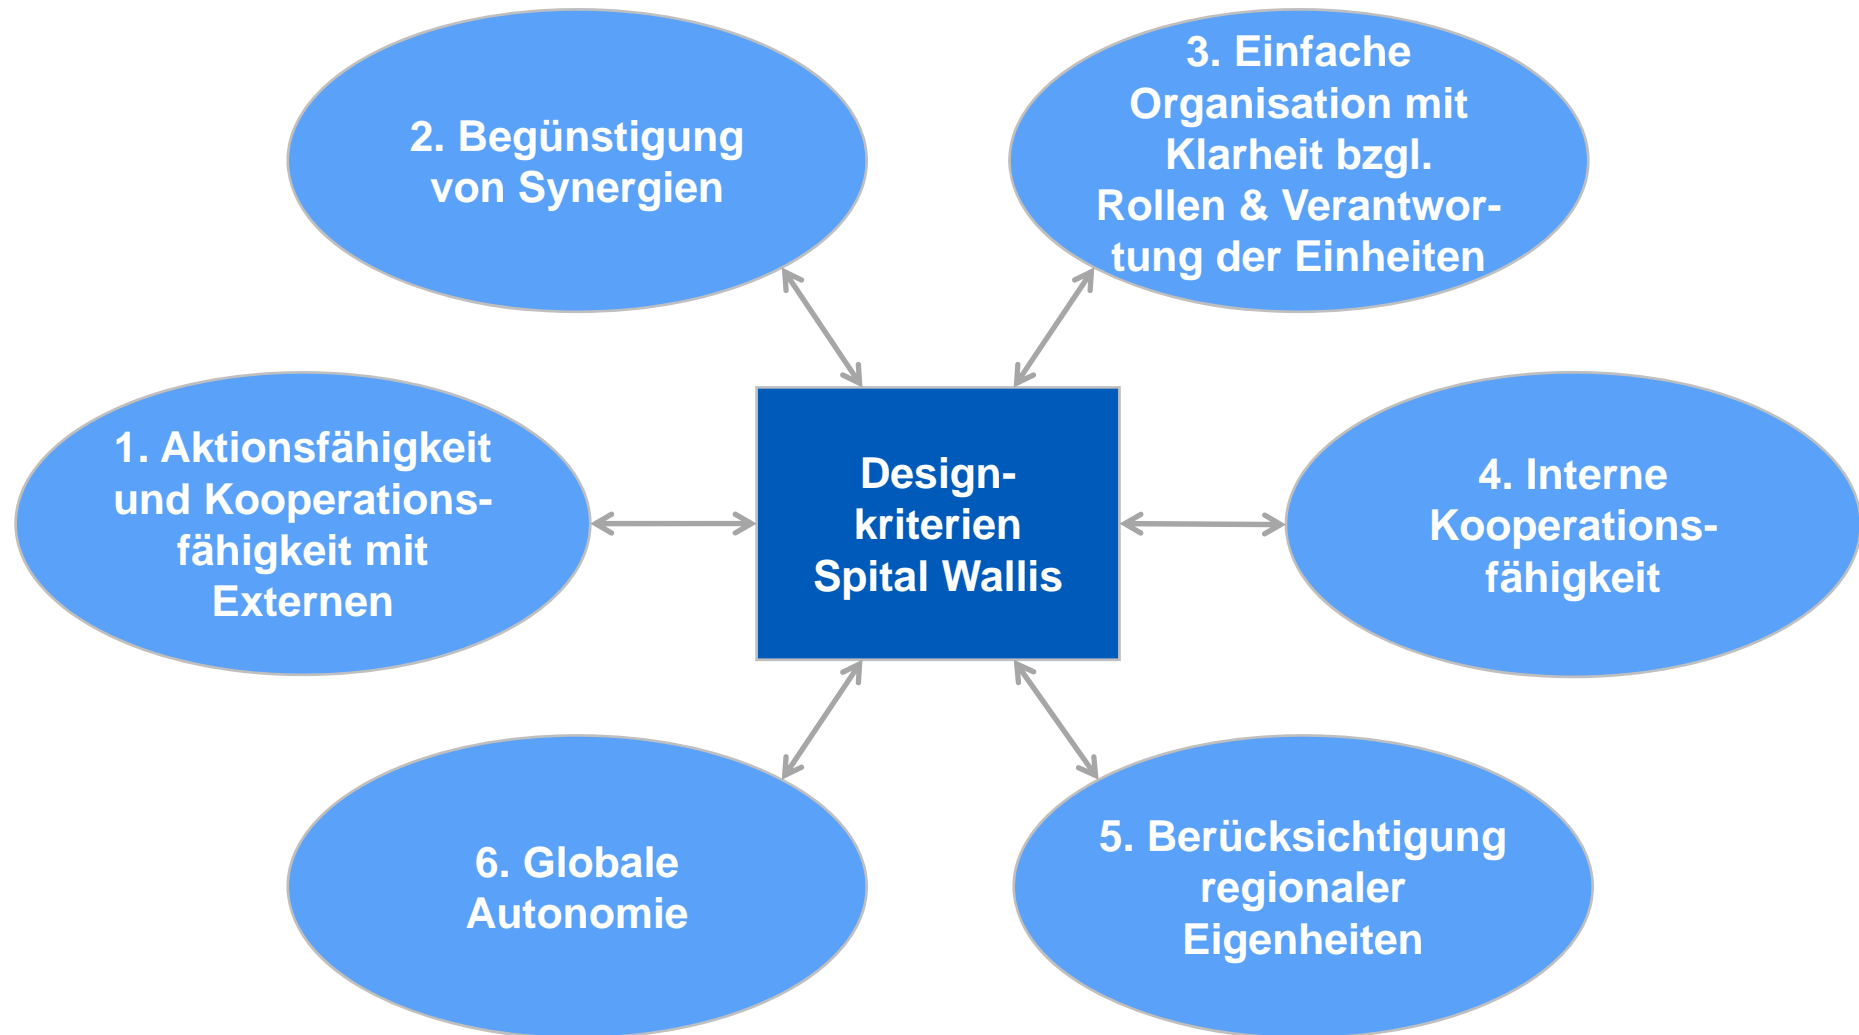 2. Begünstigung
von Synergien
3. Einfache
Organisation mit
Klarheit bzgl.
Rollen & Verantwor-
tung der Einheiten
1. Aktionsfähigkeit
und Kooperations-
fähigkeit mit
Externen
Design-
kriterien
Spital Wallis
4. Interne
Kooperations-
fähigkeit
6. Globale
Autonomie
5. Berücksichtigung
regionaler
Eigenheiten